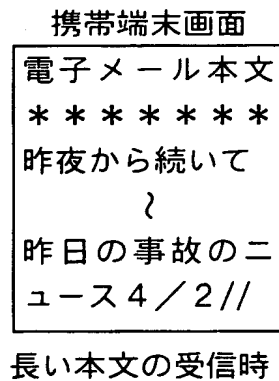 携帯端末画面
電子メール本文
*******
昨夜から続いて
~
昨日の事故のニ
ュース4/2//
長い本文の受信時